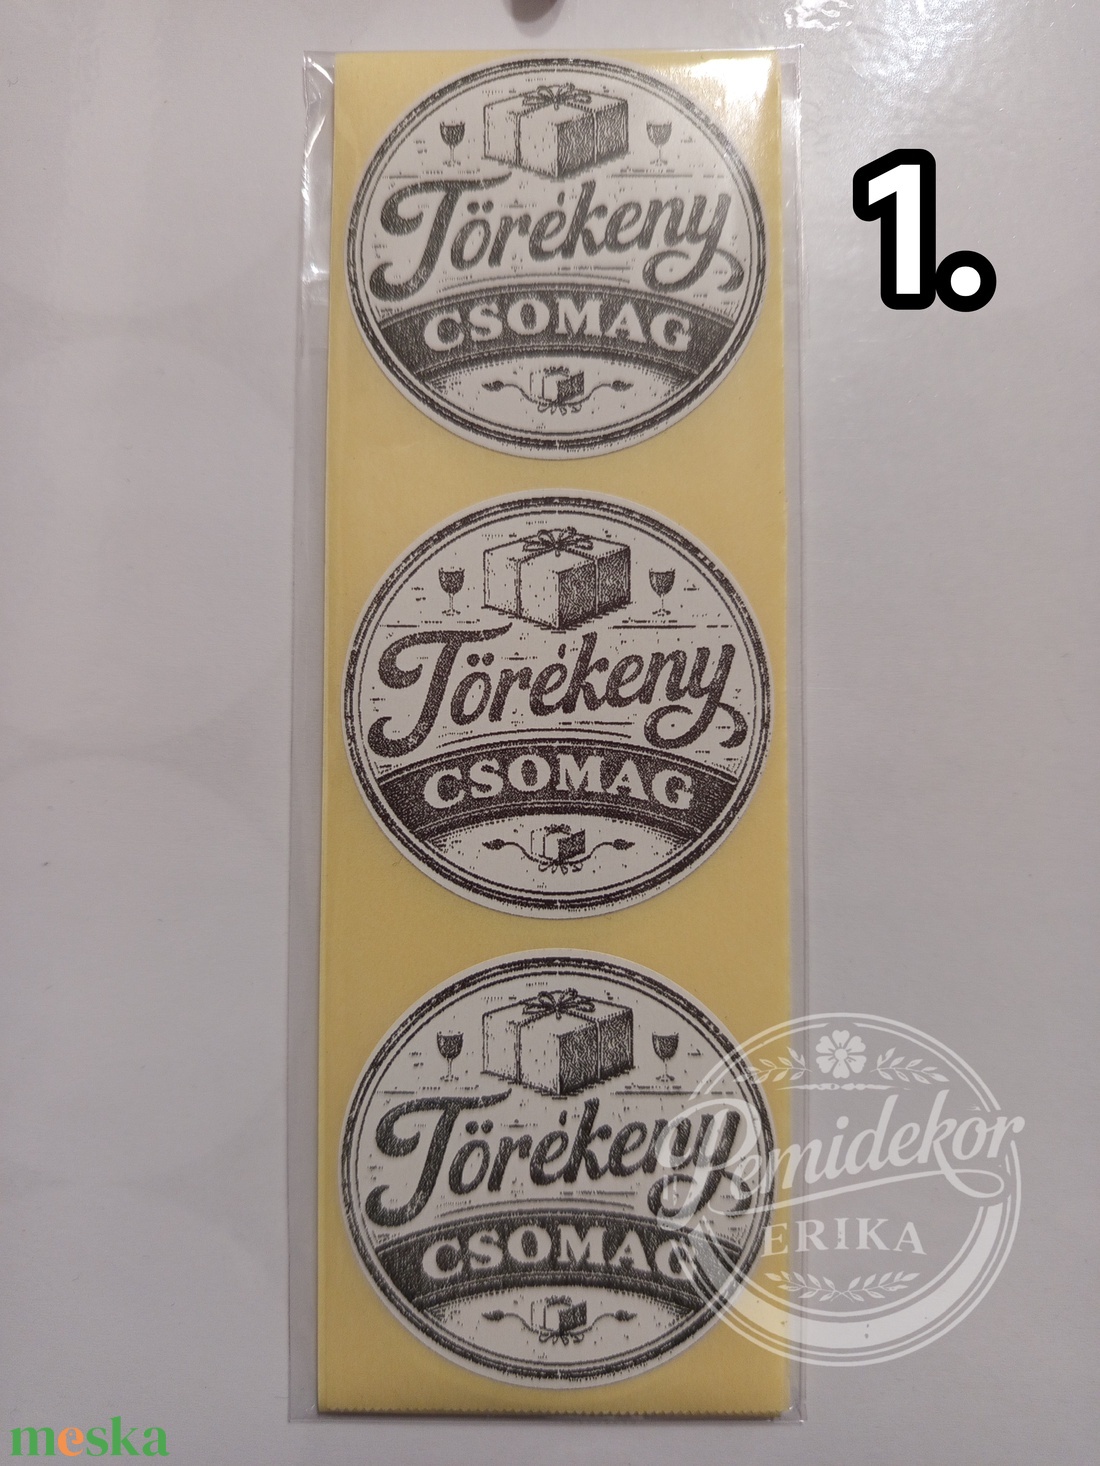 1.
Törékeny
CSOMAG
Törékeny
CSOMAG
Törékeny
CSOMAG
Pemidekor
ERIKA
meska